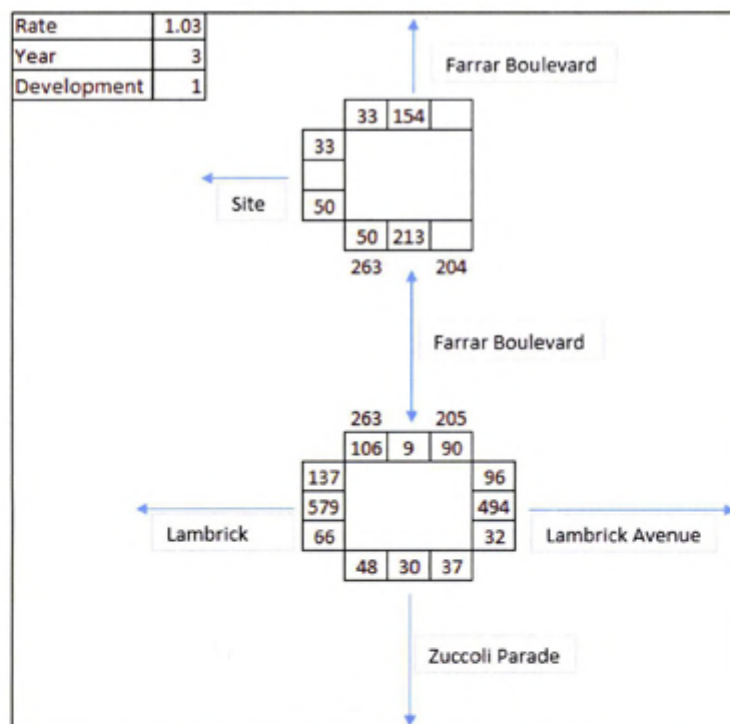 Rate 1.03
Year 3
Development 1
Farrar Boulevard
33 154
33
Site
50
50 213
263 204
Farrar Boulevard
263 205
106 9 90
137 96
579 494
Lambrick Lambrick Avenue
66 32
48 30 37
Zuccoli Parade